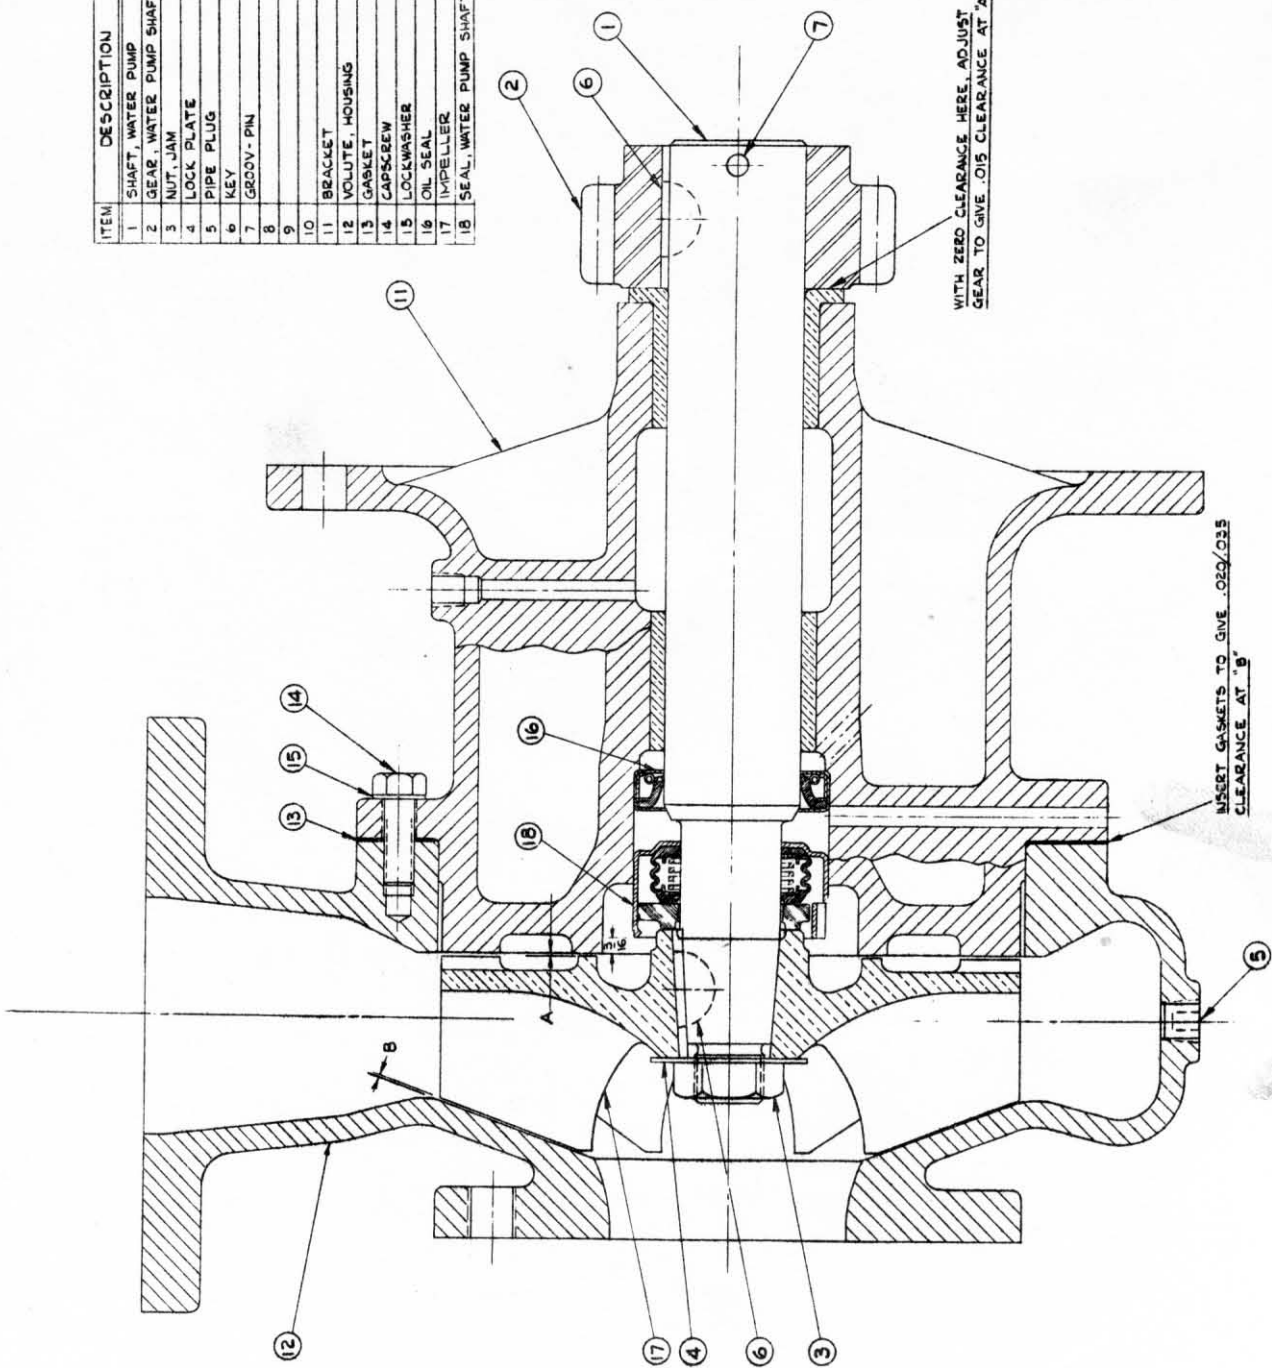 ITEM DESCRIPTION
1 SHAFT, WATER PUMP
2 GEAR, WATER PUMP SHAF
3 NUT, JAM
4 LOCK PLATE
5 PIPE PLUG
6 KEY
7 GROOV-PIN
8
9
10
11 BRACKET
12 VOLUTE, HOUSING
13 GASKET
14 CAPSCREW
15 LOCKWASHER
16 OIL SEAL
17 IMPELLER
18 SEAL, WATER PUMP SHAF
12
17
4
6
3
5
13
15
14
18
16
11
2
6
1
7
B
A
3/16
WITH ZERO CLEARANCE HERE, ADJUST
GEAR TO GIVE .015 CLEARANCE AT "A
INSERT GASKETS TO GIVE .020/.035
CLEARANCE AT "B"